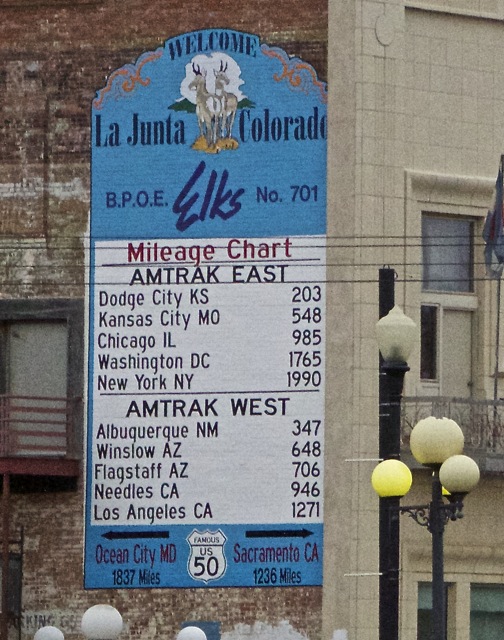 WELCOME
La Junta Colorado
B.P.O.E. Elks No. 701
Mileage Chart
AMTRAK EAST
Dodge City KS 203
Kansas City MO 548
Chicago IL 985
Washington DC 1765
New York NY 1990
AMTRAK WEST
Albuquerque NM 347
Winslow AZ 648
Flagstaff AZ 706
Needles CA 946
Los Angeles CA 1271
FAMOUS
US
50
Ocean City MD
1837 Miles
Sacramento CA
1236 Miles